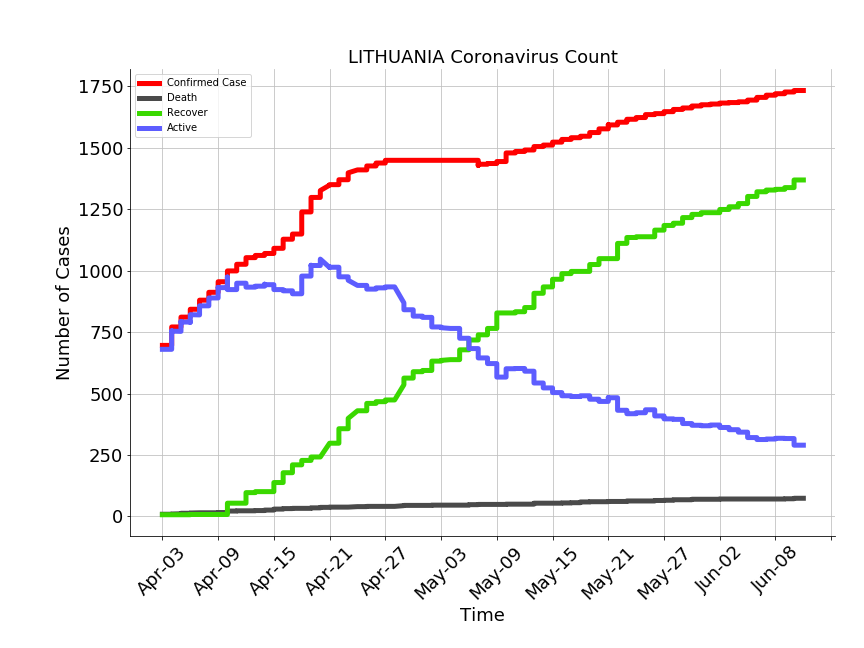 LITHUANIA Coronavirus Count
Confirmed Case
Death
Recover
Active
Number of Cases
1750
1500
1250
1000
750
500
250
0
Apr-03
Apr-09
Apr-15
Apr-21
Apr-27
May-03
May-09
May-15
May-21
May-27
Jun-02
Jun-08
Time